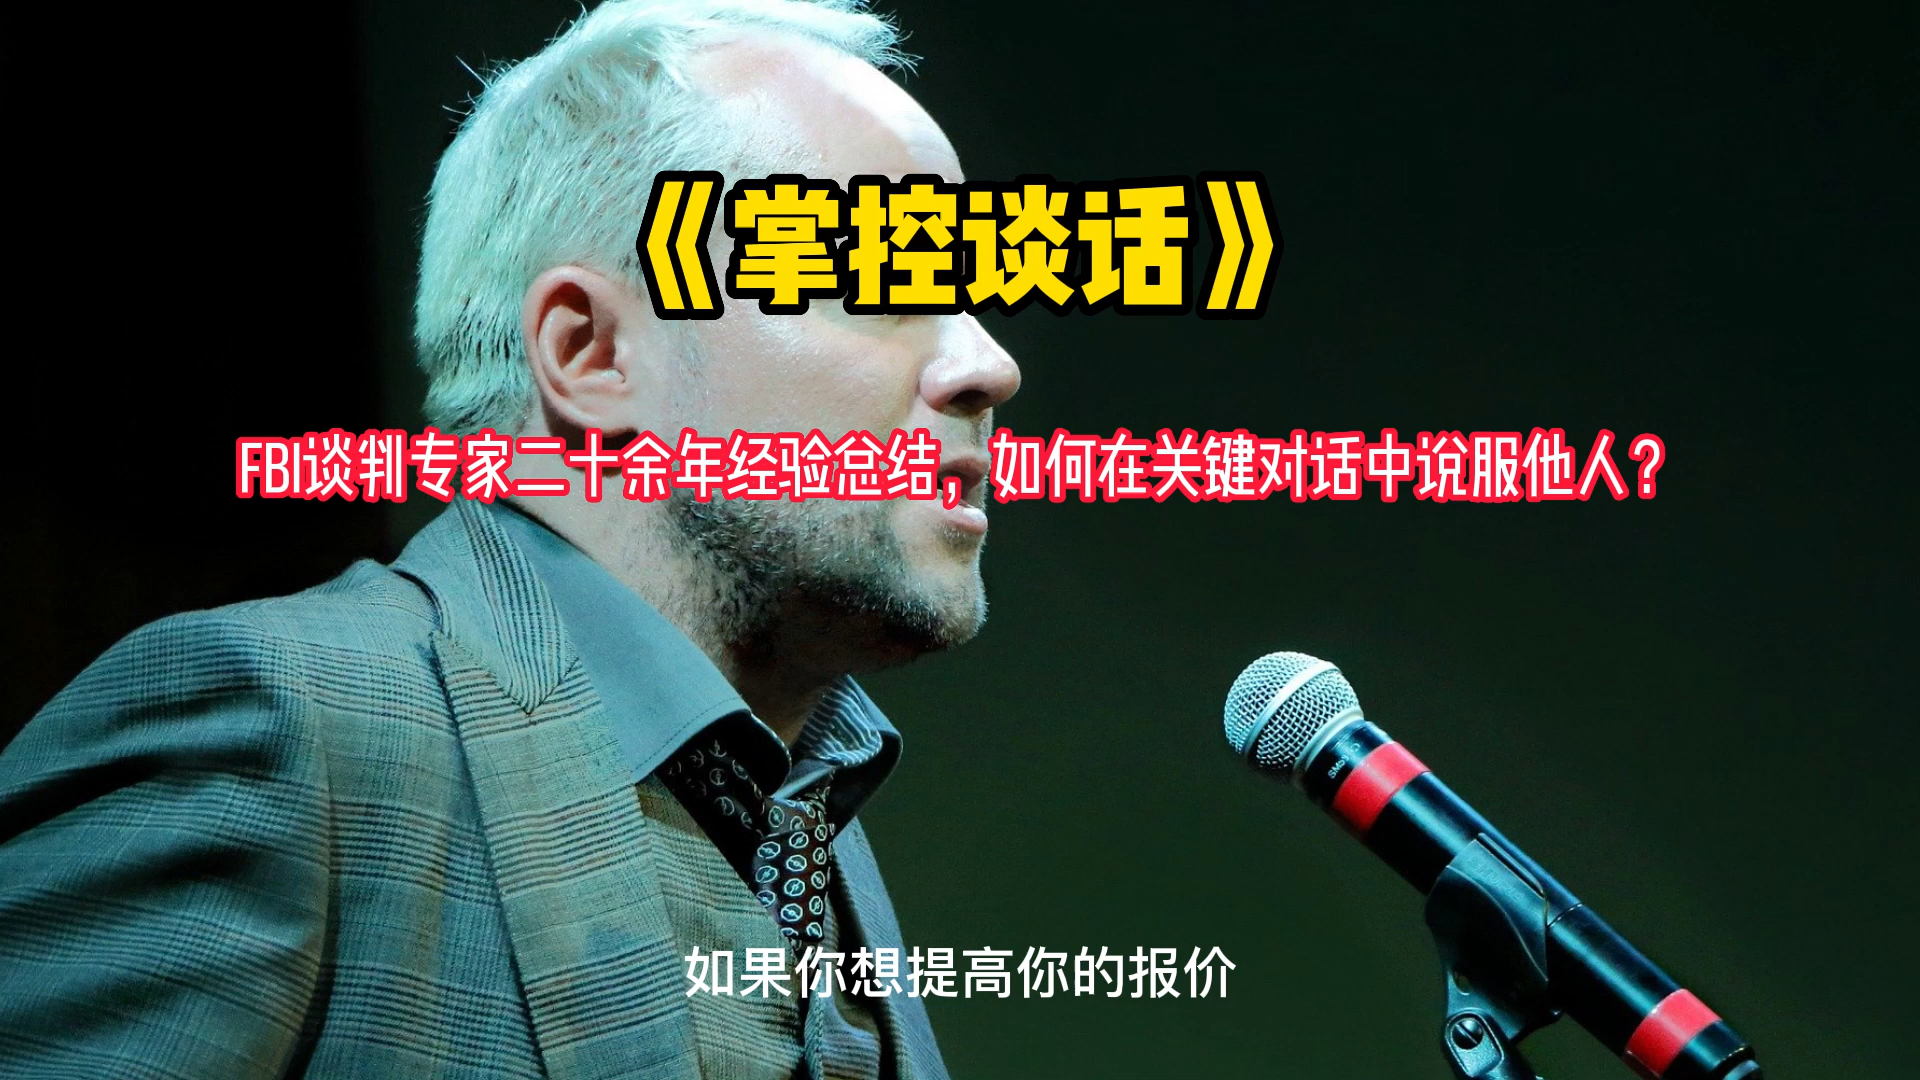 《掌控谈话》
FBI谈判专家二十余年经验总结，如何在关键对话中说服他人？
如果你想提高你的报价